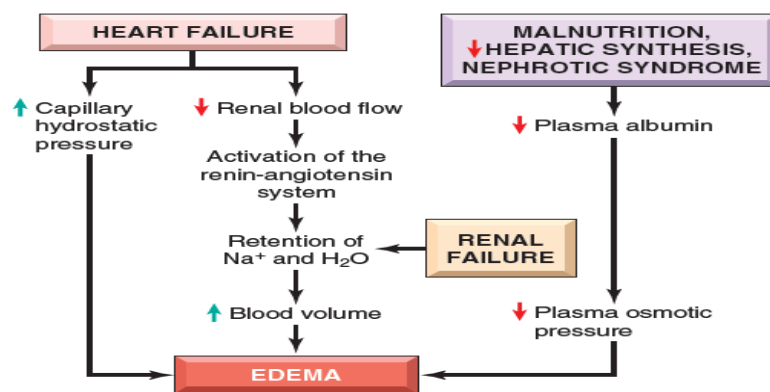 HEART FAILURE
↑ Capillary
hydrostatic
pressure
↓ Renal blood flow
Activation of the
renin-angiotensin
system
Retention of
Na⁺ and H₂O
↑ Blood volume
RENAL
FAILURE
MALNUTRITION,
↓ HEPATIC SYNTHESIS,
NEPHROTIC SYNDROME
↓ Plasma albumin
↓ Plasma osmotic
pressure
EDEMA